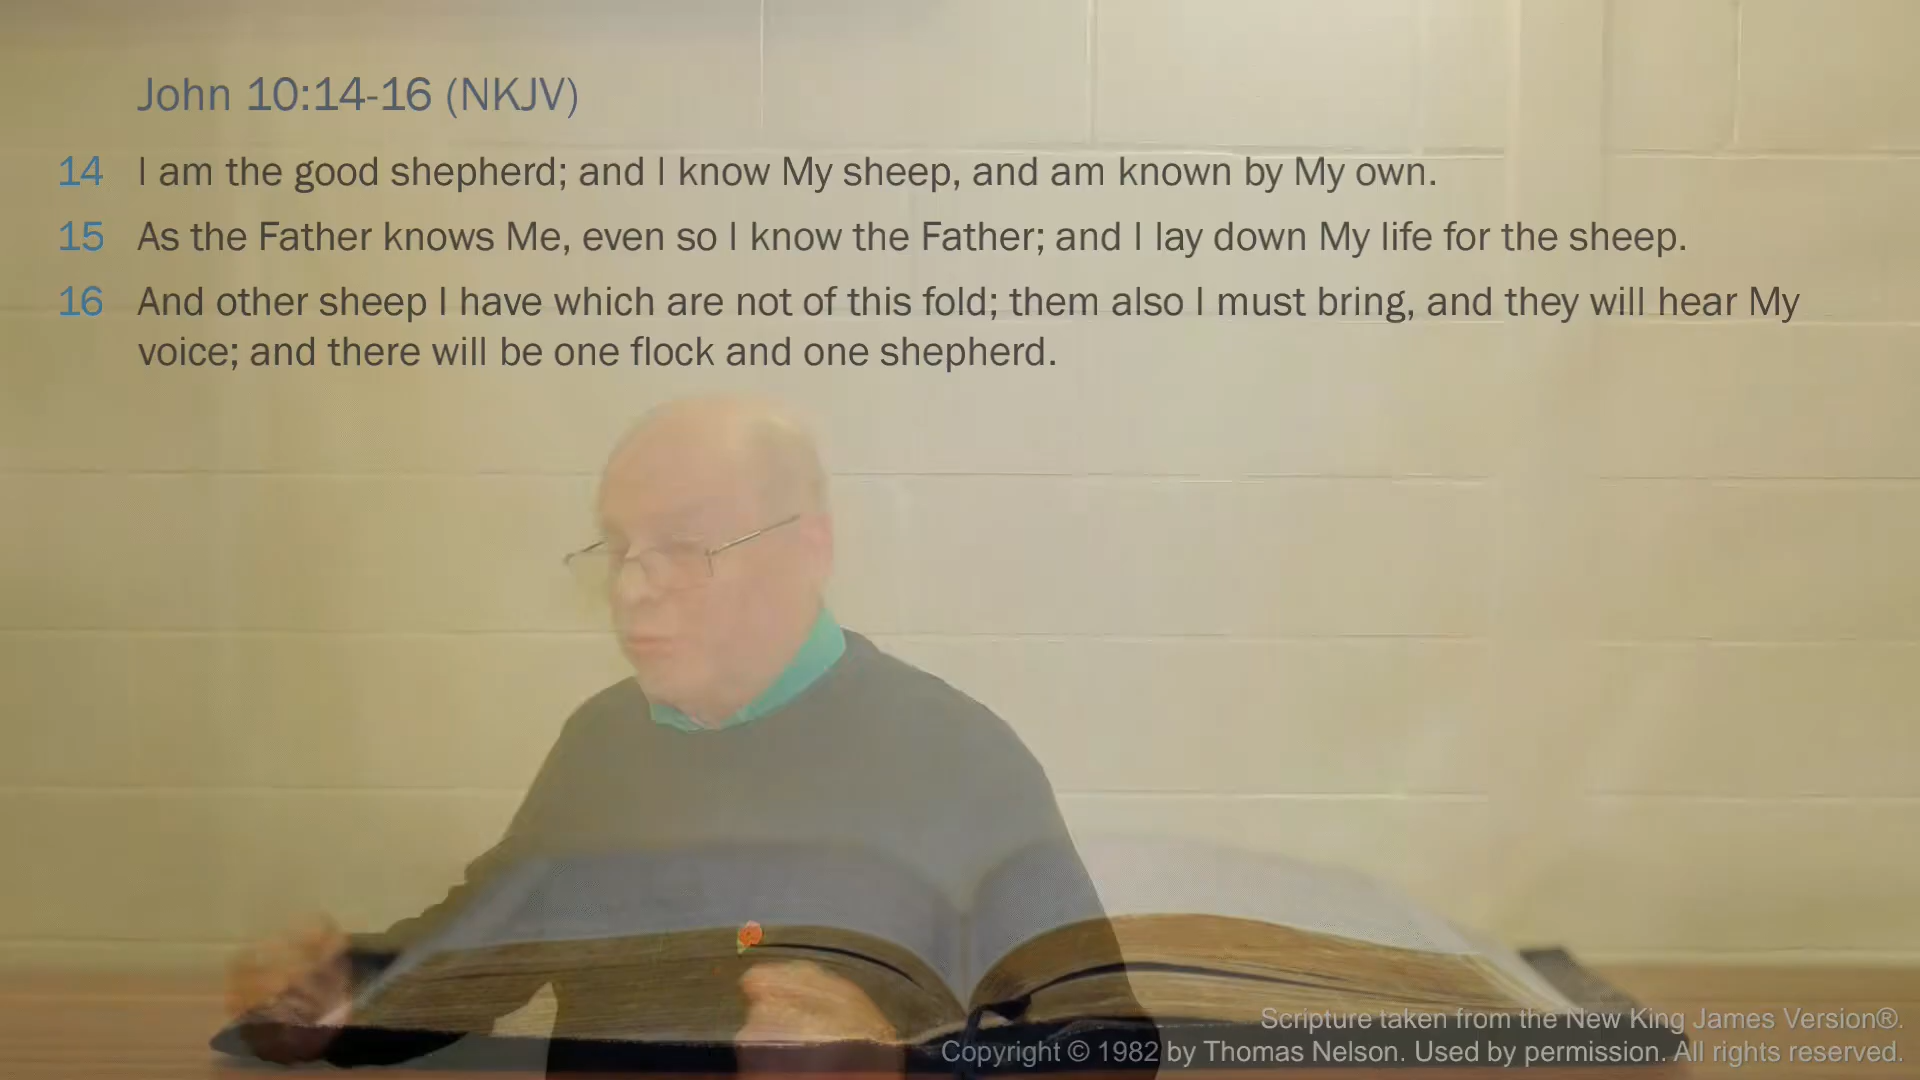 John 10:14-16 (NKJV)
14 I am the good shepherd; and I know My sheep, and am known by My own.
15 As the Father knows Me, even so I know the Father; and I lay down My life for the sheep.
16 And other sheep I have which are not of this fold; them also I must bring, and they will hear My
voice; and there will be one flock and one shepherd.
Scripture taken from the New King James Version®.
Copyright © 1982 by Thomas Nelson. Used by permission. All rights reserved.